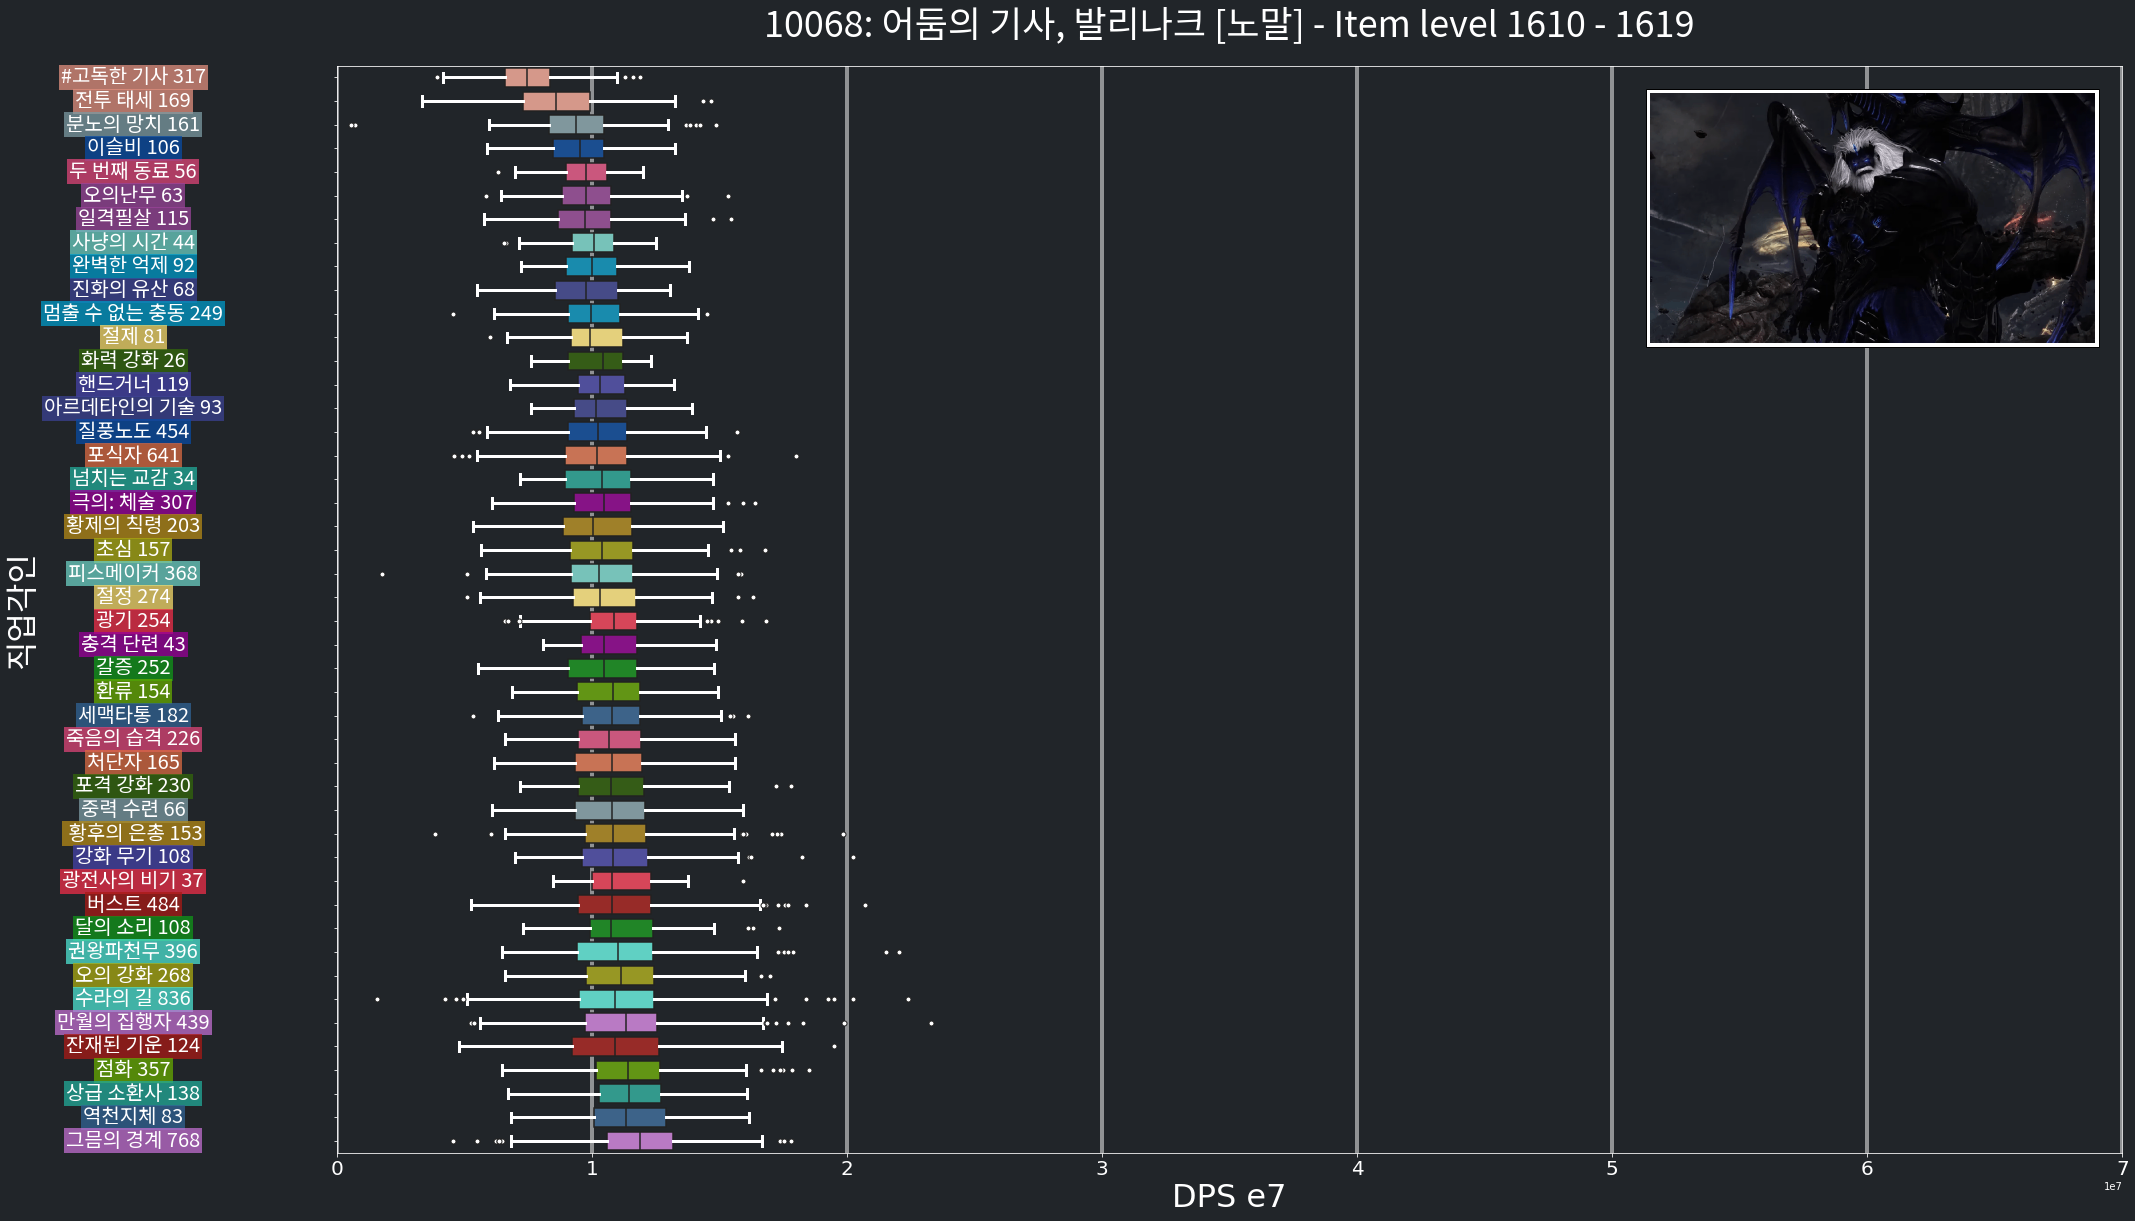 10068: 어둠의 기사, 발리나크 [노말] - Item level 1610 - 1619
#고독한 기사 317
전투 태세 169
분노의 망치 161
이슬비 106
두 번째 동료 56
오의난무 63
일격필살 115
사냥의 시간 44
완벽한 억제 92
진화의 유산 68
멈출 수 없는 충동 249
절제 81
화력 강화 26
핸드거너 119
아르데타인의 기술 93
질풍노도 454
포식자 641
넘치는 교감 34
극의: 체술 307
황제의 칙령 203
초심 157
피스메이커 368
절정 274
광기 254
충격 단련 43
갈증 252
환류 154
세맥타통 182
죽음의 습격 226
처단자 165
포격 강화 230
중력 수련 66
황후의 은총 153
강화 무기 108
광전사의 비기 37
버스트 484
달의 소리 108
권왕파천무 396
오의 강화 268
수라의 길 836
만월의 집행자 439
잔재된 기운 124
점화 357
상급 소환사 138
역천지체 83
그믐의 경계 768
직업각인
0 1 2 3 4 5 6 7
1e7
DPS e7